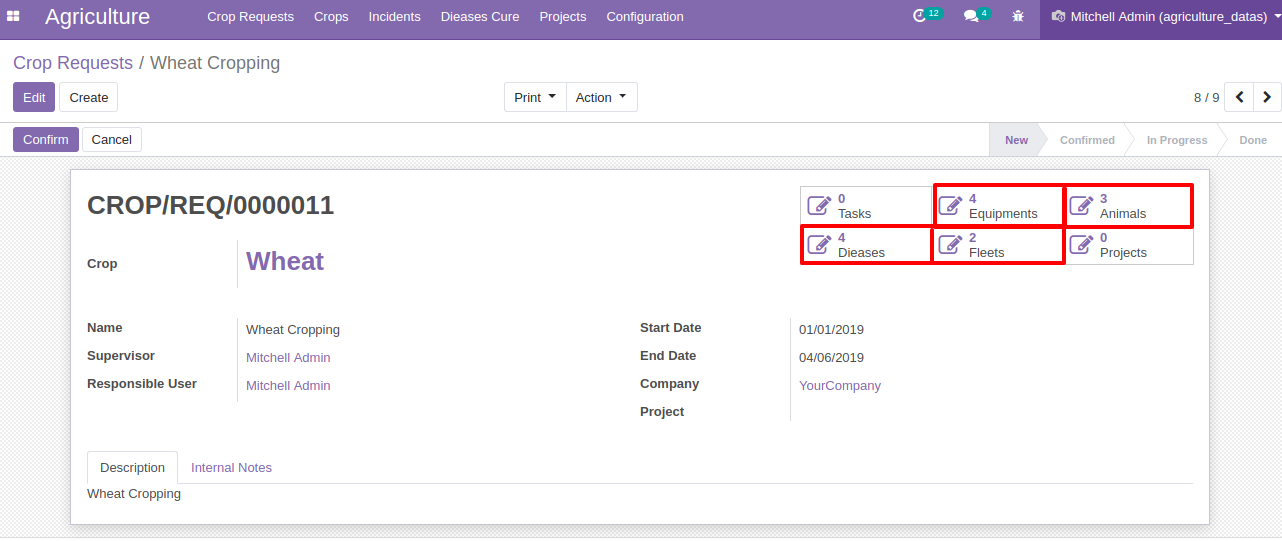 Agriculture Crop Requests Crops Incidents Diseases Cure Projects Configuration 12 4 Mitchell Admin (agriculture_datas)
Crop Requests / Wheat Cropping
Edit Create Print Action 8 / 9
Confirm Cancel New Confirmed In Progress Done
CROP/REQ/0000011
0 Tasks 4 Equipments 3 Animals
4 Dieases 2 Fleets 0 Projects
Crop Wheat
Name Wheat Cropping Start Date 01/01/2019
Supervisor Mitchell Admin End Date 04/06/2019
Responsible User Mitchell Admin Company YourCompany
Project
Description Internal Notes
Wheat Cropping